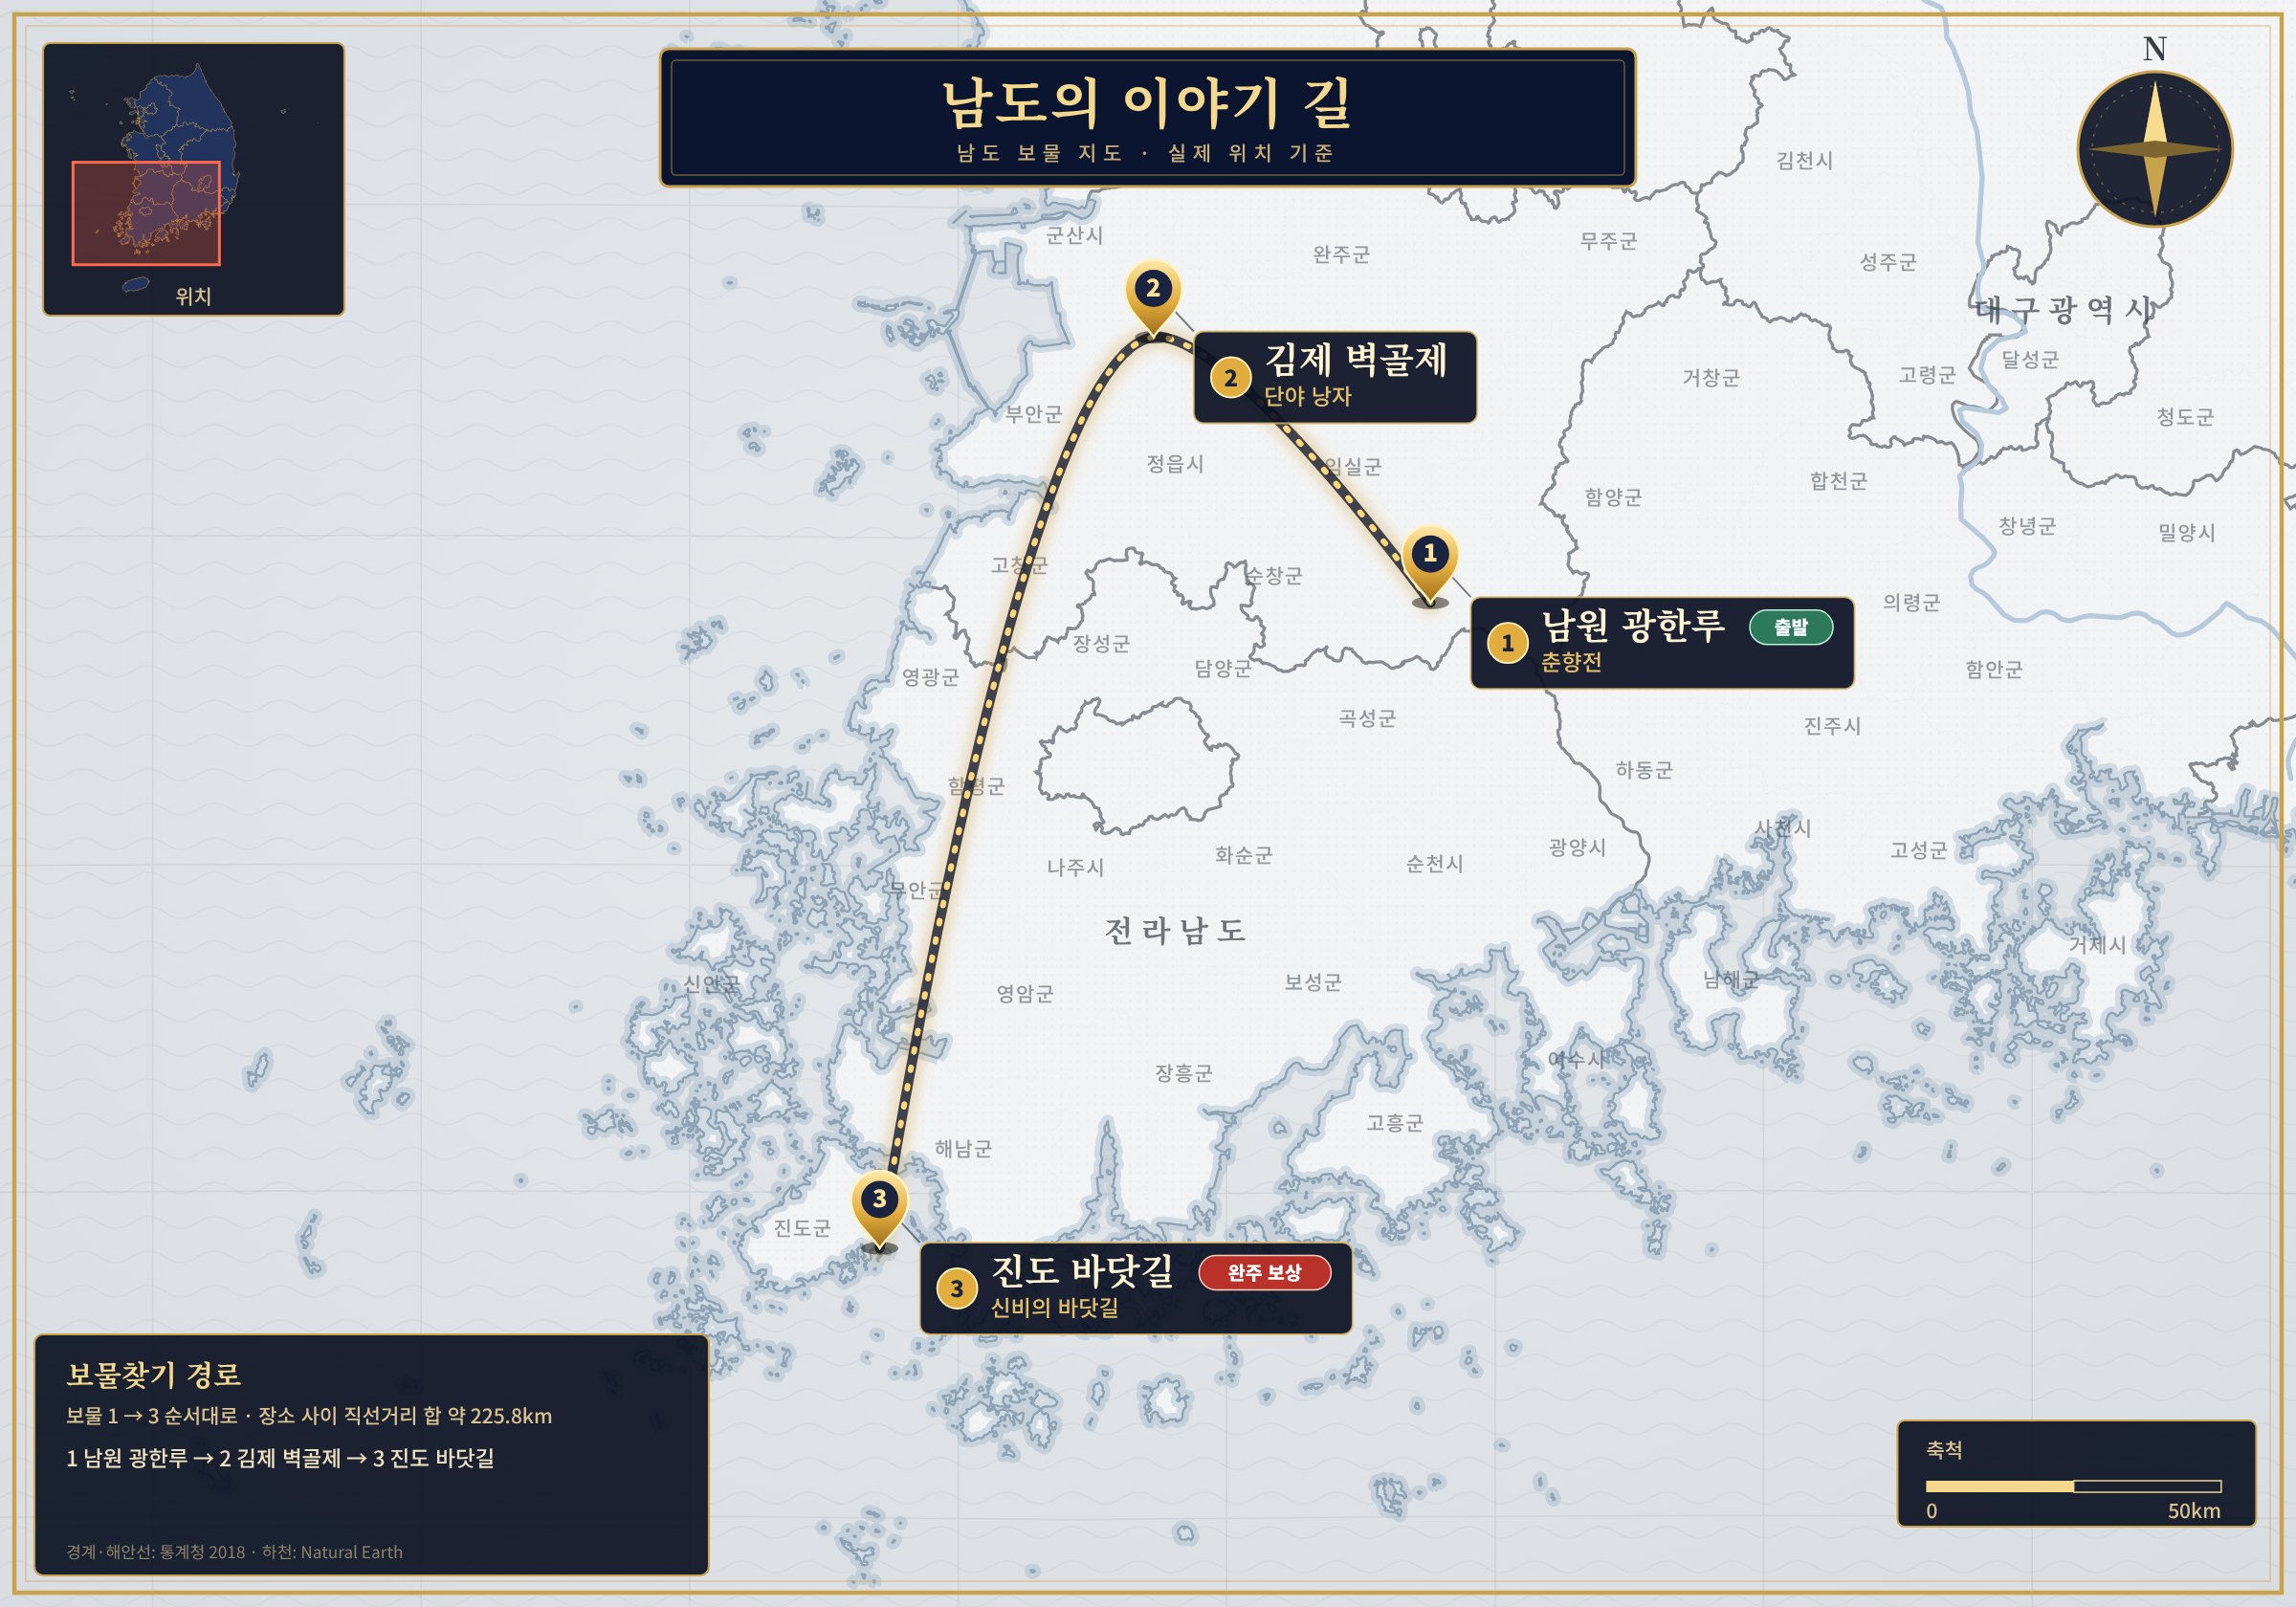 남도의 이야기 길
남도 보물 지도 · 실제 위치 기준
위치
N
김천시
군산시
완주군
무주군
성주군
대구광역시
달성군
2
2 김제 벽골제
단야 낭자
거창군
고령군
부안군
청도군
정읍시
임실군
함양군
합천군
창녕군
밀양시
1
고창군
순창군
의령군
1 남원 광한루 출발
춘향전
장성군
담양군
영광군
함안군
곡성군
진주시
하동군
함평군
사천시
나주시
화순군
순천시
광양시
고성군
무안군
전라남도
거제시
신안군
영암군
보성군
남해군
여수시
장흥군
고흥군
해남군
3
진도군
3 진도 바닷길 완주 보상
신비의 바닷길
보물찾기 경로
보물 1 → 3 순서대로 · 장소 사이 직선거리 합 약 225.8km
1 남원 광한루 → 2 김제 벽골제 → 3 진도 바닷길
경계·해안선: 통계청 2018 · 하천: Natural Earth
축척
0 50km